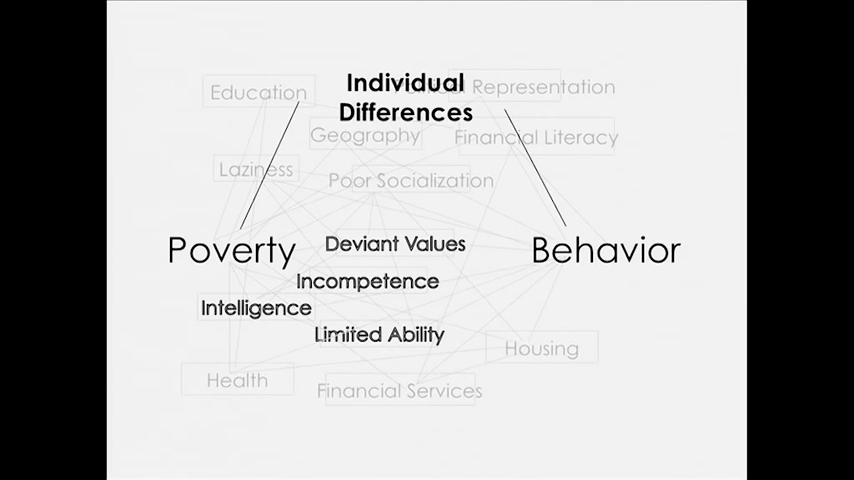 Individual
Differences
Education
Political Representation
Geography
Financial Literacy
Laziness
Poor Socialization
Poverty
Deviant Values
Behavior
Incompetence
Intelligence
Limited Ability
Housing
Health
Financial Services